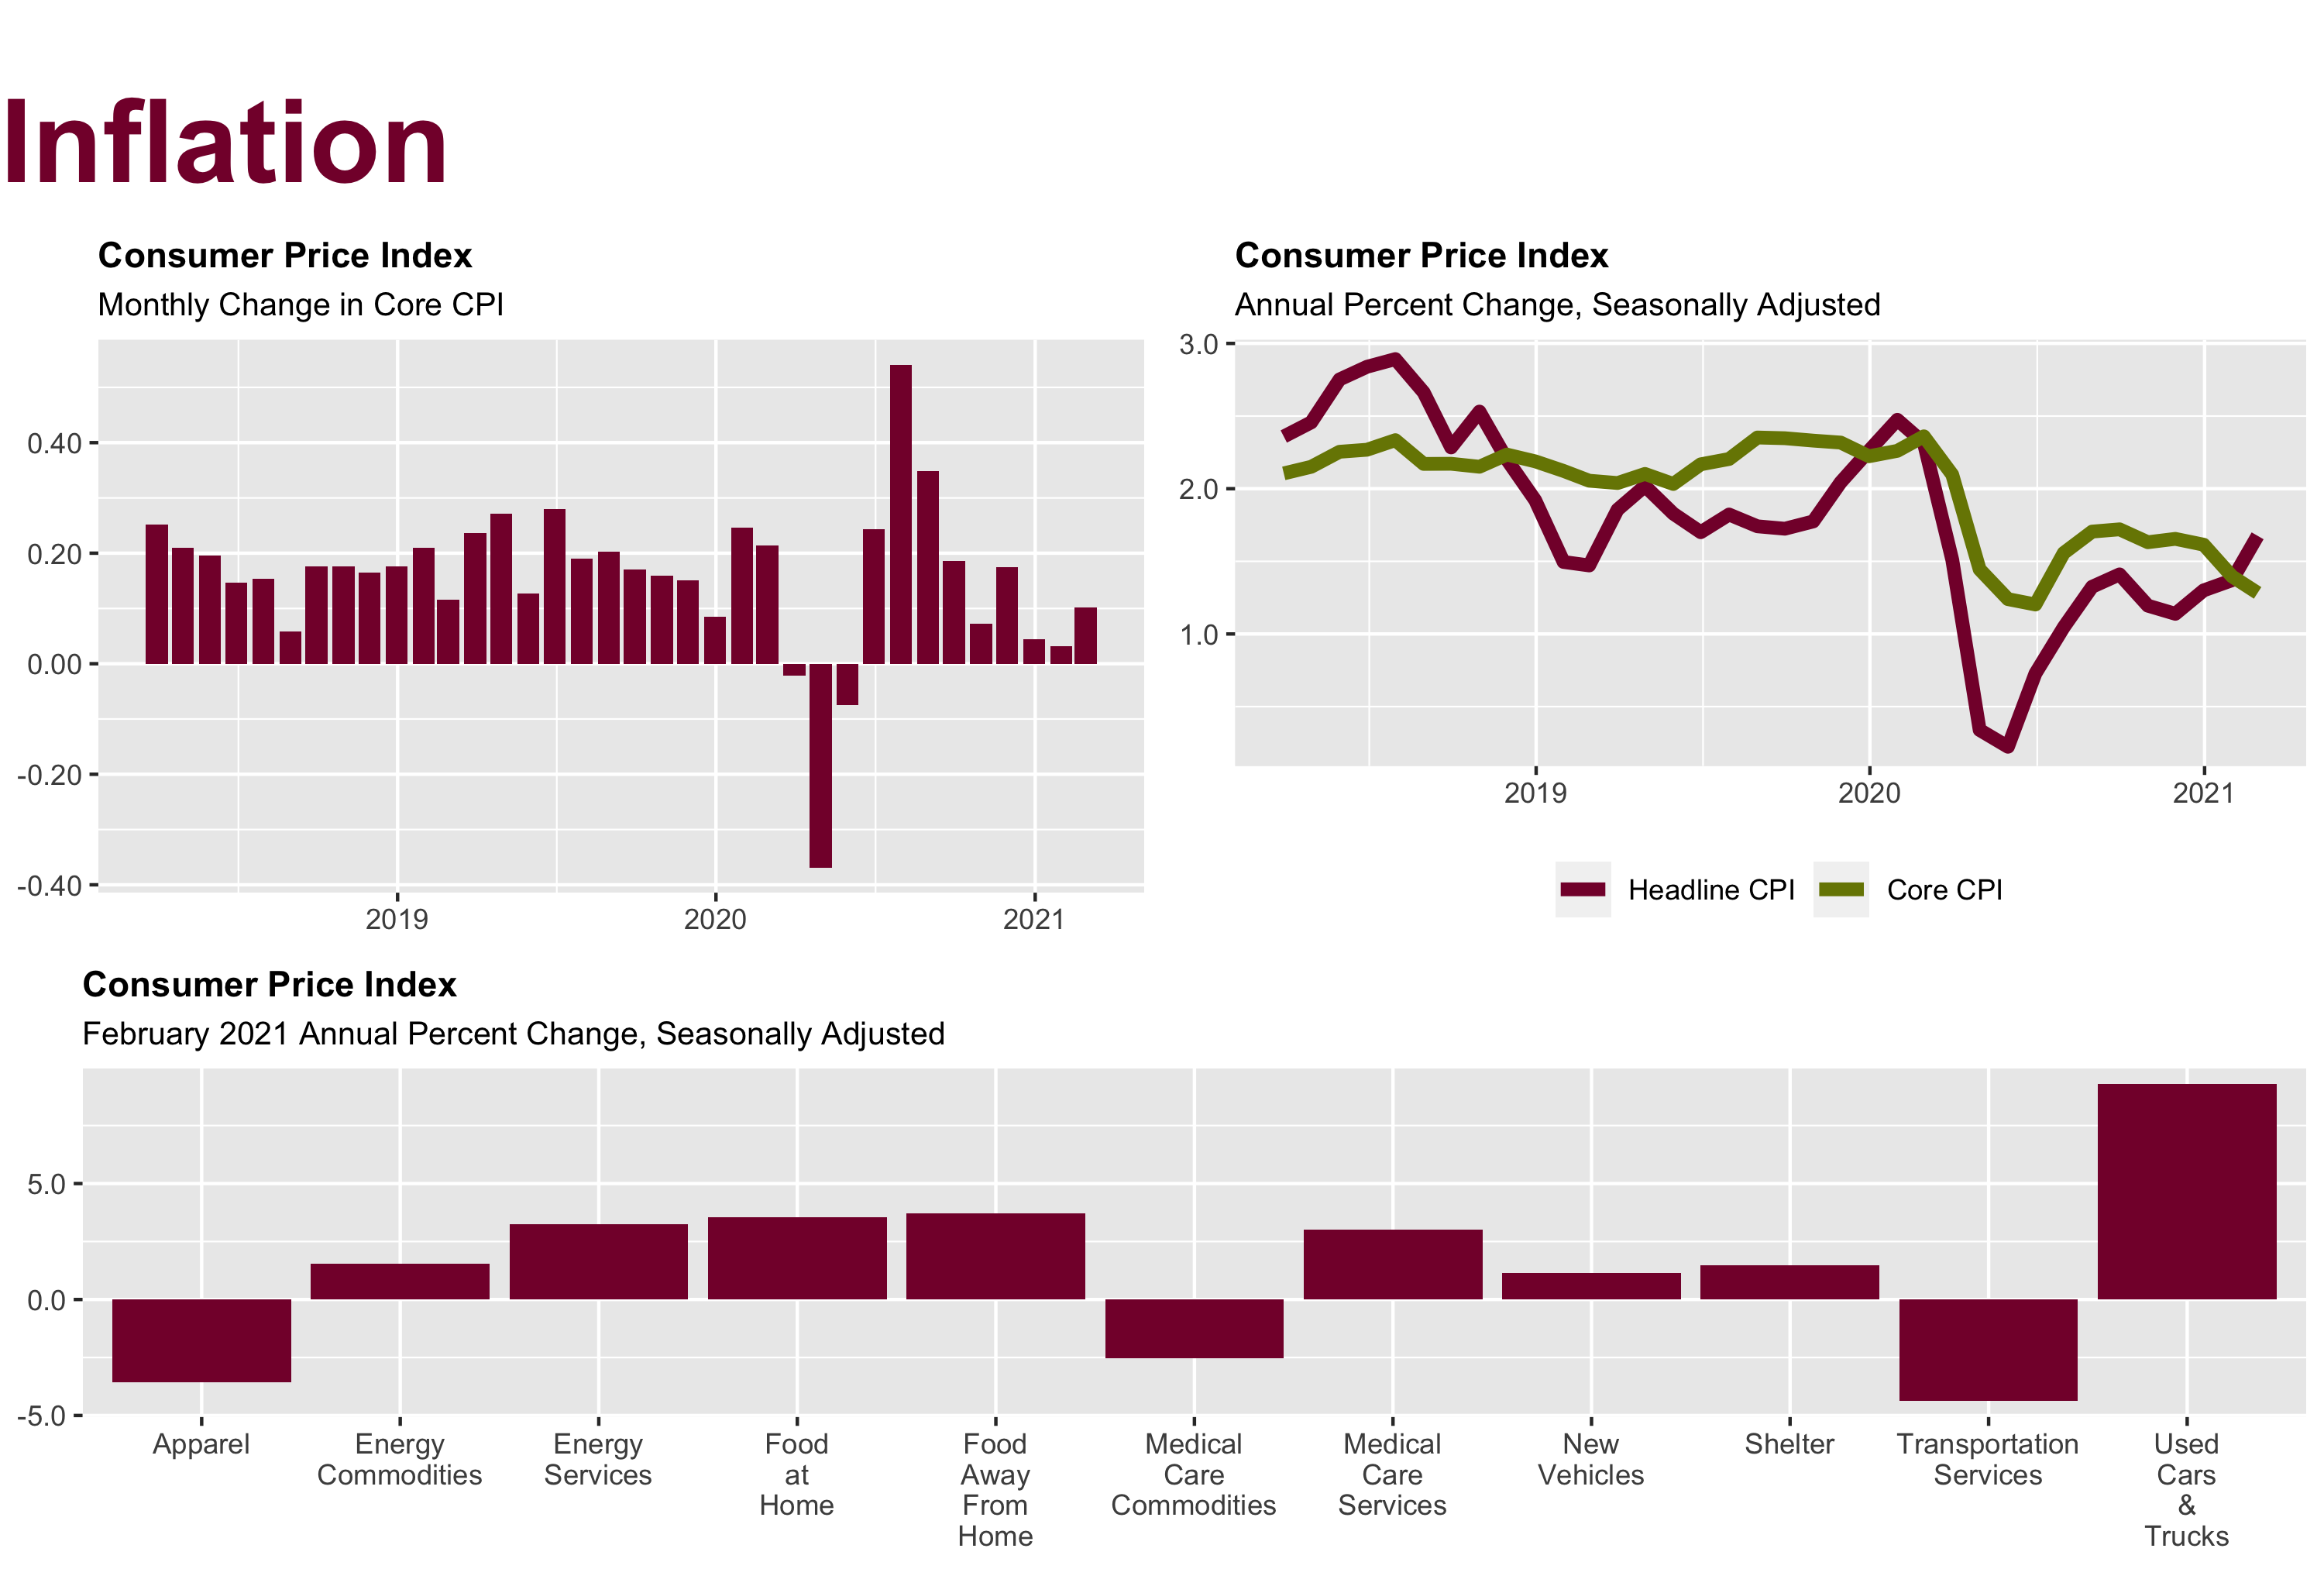 Inflation
Consumer Price Index
Monthly Change in Core CPI
0.40
0.20
0.00
-0.20
-0.40
2019
2020
2021
Consumer Price Index
Annual Percent Change, Seasonally Adjusted
3.0
2.0
1.0
2019
2020
2021
Headline CPI
Core CPI
Consumer Price Index
February 2021 Annual Percent Change, Seasonally Adjusted
5.0
0.0
-5.0
Apparel
Energy
Commodities
Energy
Services
Food
at
Home
Food
Away
From
Home
Medical
Care
Commodities
Medical
Care
Services
New
Vehicles
Shelter
Transportation
Services
Used
Cars
&
Trucks